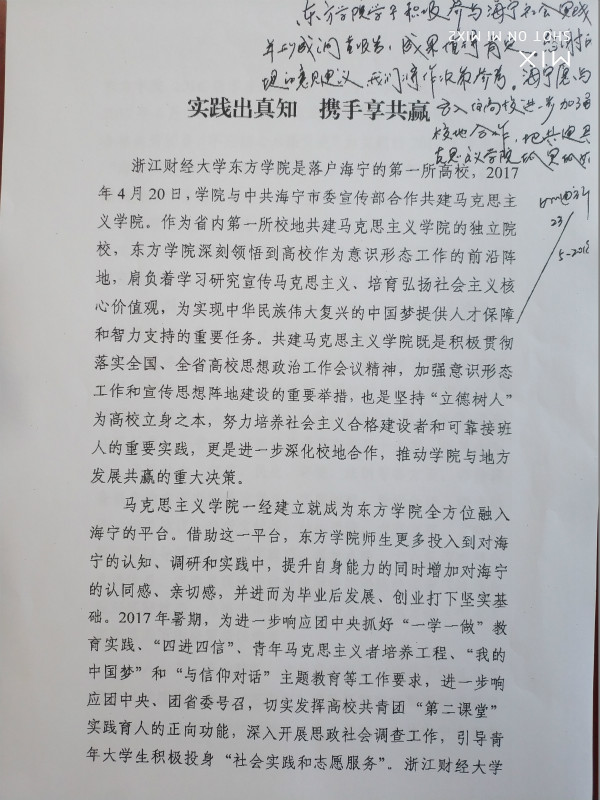 东方学院学子积极参与海宁社会实践
并形成调查报告，成果值得肯定
理的意见建议，我们将作决策参考。海宁愿与
SHOT ON MI MIX2
MIX
实践出真知 携手享共赢
高校进一步加强
校地合作，
思想义学院
23/
5-2018
浙江财经大学东方学院是落户海宁的第一所高校，2017
年4月20日，学院与中共海宁市委宣传部合作共建马克思主
义学院。作为省内第一所校地共建马克思主义学院的独立院
校，东方学院深刻领悟到高校作为意识形态工作的前沿阵
地，肩负着学习研究宣传马克思主义、培育弘扬社会主义核
心价值观，为实现中华民族伟大复兴的中国梦提供人才保障
和智力支持的重要任务。共建马克思主义学院既是积极贯彻
落实全国、全省高校思想政治工作会议精神，加强意识形态
工作和宣传思想阵地建设的重要举措，也是坚持“立德树人”
为高校立身之本，努力培养社会主义合格建设者和可靠接班
人的重要实践，更是进一步深化校地合作，推动学院与地方
发展共赢的重大决策。
马克思主义学院一经建立就成为东方学院全方位融入
海宁的平台。借助这一平台，东方学院师生更多投入到对海
宁的认知、调研和实践中，提升自身能力的同时增加对海宁
的认同感、亲切感，并进而为毕业后发展、创业打下坚实基
础。2017年暑期，为进一步响应团中央抓好“一学一做”教
育实践、“四进四信”、青年马克思主义者培养工程、“我的
中国梦”和“与信仰对话”主题教育等工作要求，进一步响
应团中央、团省委号召，切实发挥高校共青团“第二课堂”
实践育人的正向功能，深入开展思政社会调查工作，引导青
年大学生积极投身“社会实践和志愿服务”。浙江财经大学